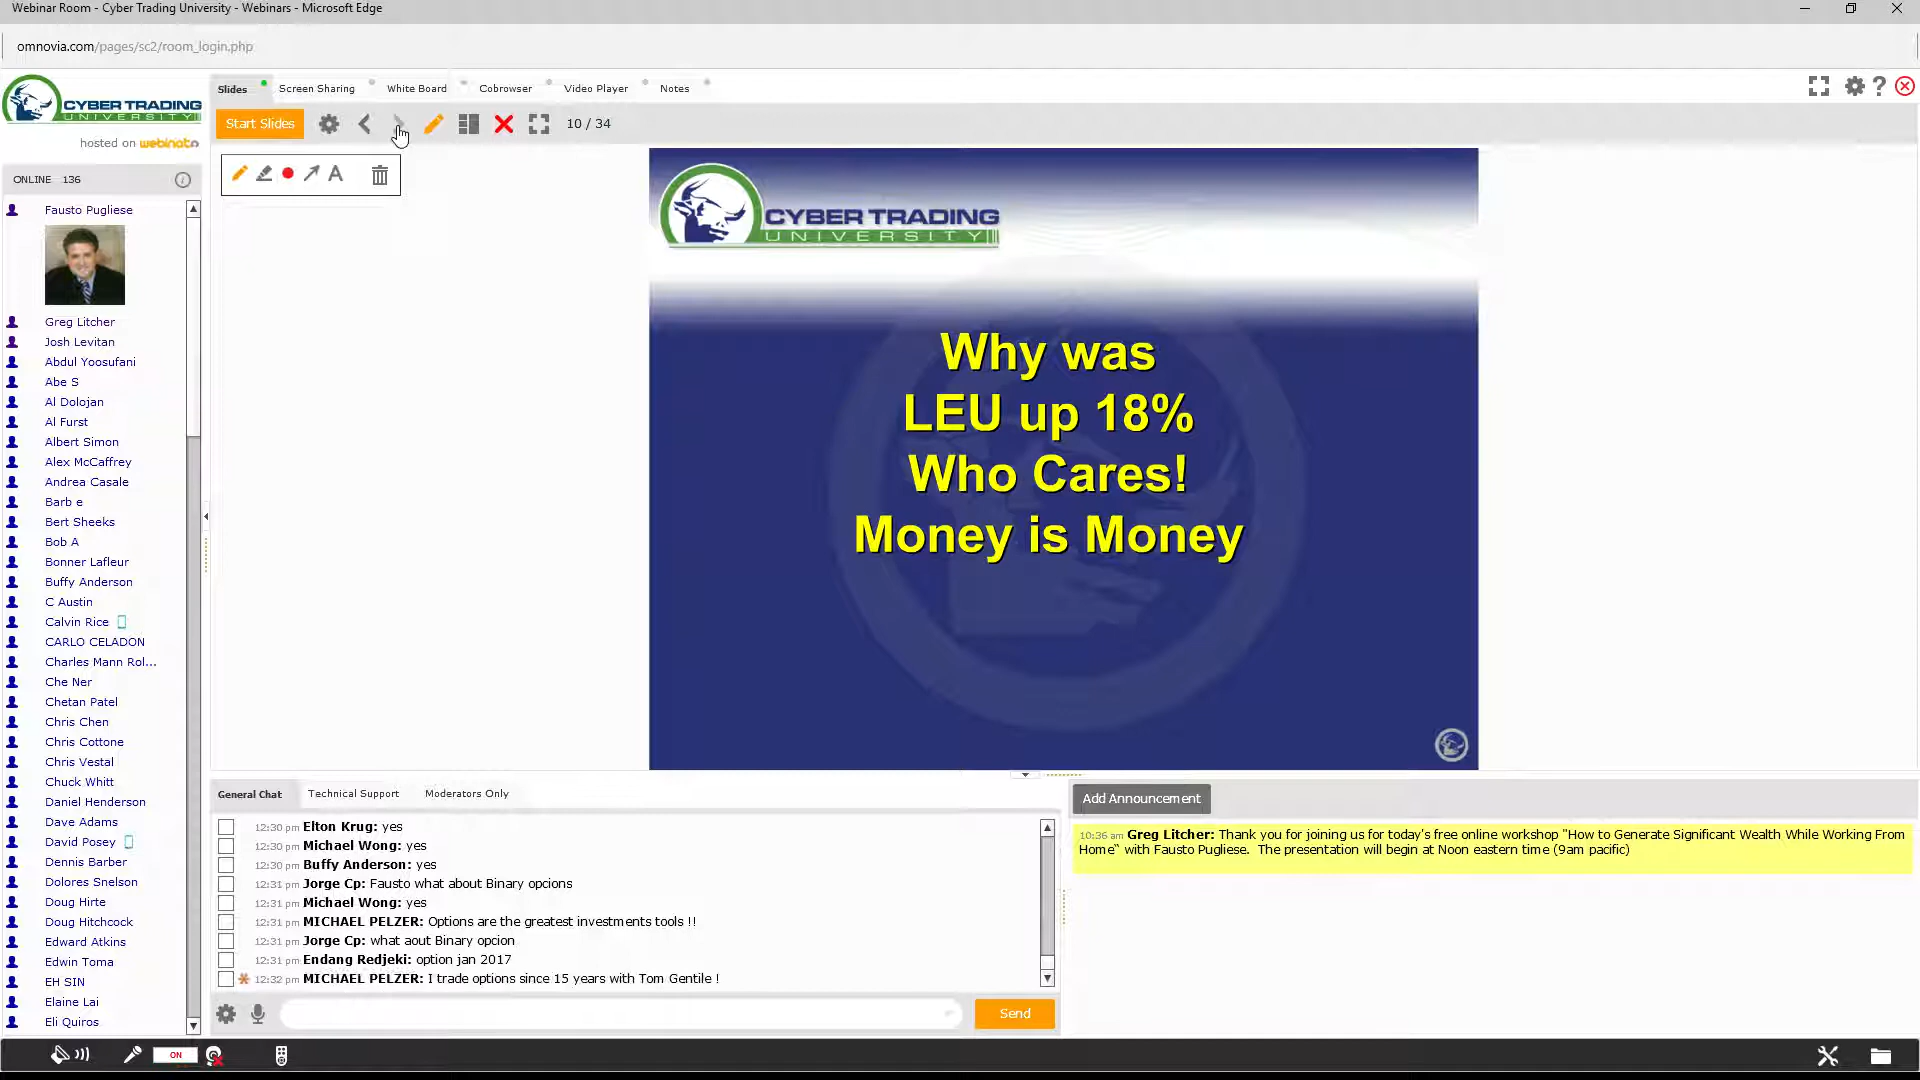 Webinar Room - Cyber Trading University - Webinars - Microsoft Edge
omnovia.com/pages/sc2/room_login.php
CYBER TRADING
UNIVERSITY
hosted on webinato
Slides
Screen Sharing
White Board
Cobrowser
Video Player
Notes
Start Slides
10 / 34
ONLINE 136
Fausto Pugliese
Greg Litcher
Josh Levitan
Abdul Yoosufani
Abe S
Al Dolojan
Al Furst
Albert Simon
Alex McCaffrey
Andrea Casale
Barb e
Bert Sheeks
Bob A
Bonner Lafleur
Buffy Anderson
C Austin
Calvin Rice
CARLO CELADON
Charles Mann Rol...
Che Ner
Chetan Patel
Chris Chen
Chris Cottone
Chris Vestal
Chuck Whitt
Daniel Henderson
Dave Adams
David Posey
Dennis Barber
Dolores Snelson
Doug Hirte
Doug Hitchcock
Edward Atkins
Edwin Toma
EH SIN
Elaine Lai
Eli Quiros
CYBER TRADING
UNIVERSITY
Why was
LEU up 18%
Who Cares!
Money is Money
General Chat
Technical Support
Moderators Only
12:30 pm Elton Krug: yes
12:30 pm Michael Wong: yes
12:30 pm Buffy Anderson: yes
12:31 pm Jorge Cp: Fausto what about Binary opcions
12:31 pm Michael Wong: yes
12:31 pm MICHAEL PELZER: Options are the greatest investments tools !!
12:31 pm Jorge Cp: what aout Binary opcion
12:31 pm Endang Redjeki: option jan 2017
12:32 pm MICHAEL PELZER: I trade options since 15 years with Tom Gentile !
Send
Add Announcement
10:36 am Greg Litcher: Thank you for joining us for today's free online workshop "How to Generate Significant Wealth While Working From
Home" with Fausto Pugliese. The presentation will begin at Noon eastern time (9am pacific)
ON